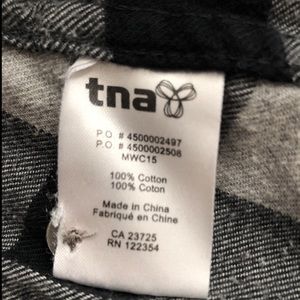 tna
P.O. # 4500002497
P.O. # 4500002508
MWC15
100% Cotton
100% Coton
Made in China
Fabriqué en Chine
CA 23725
RN 122354